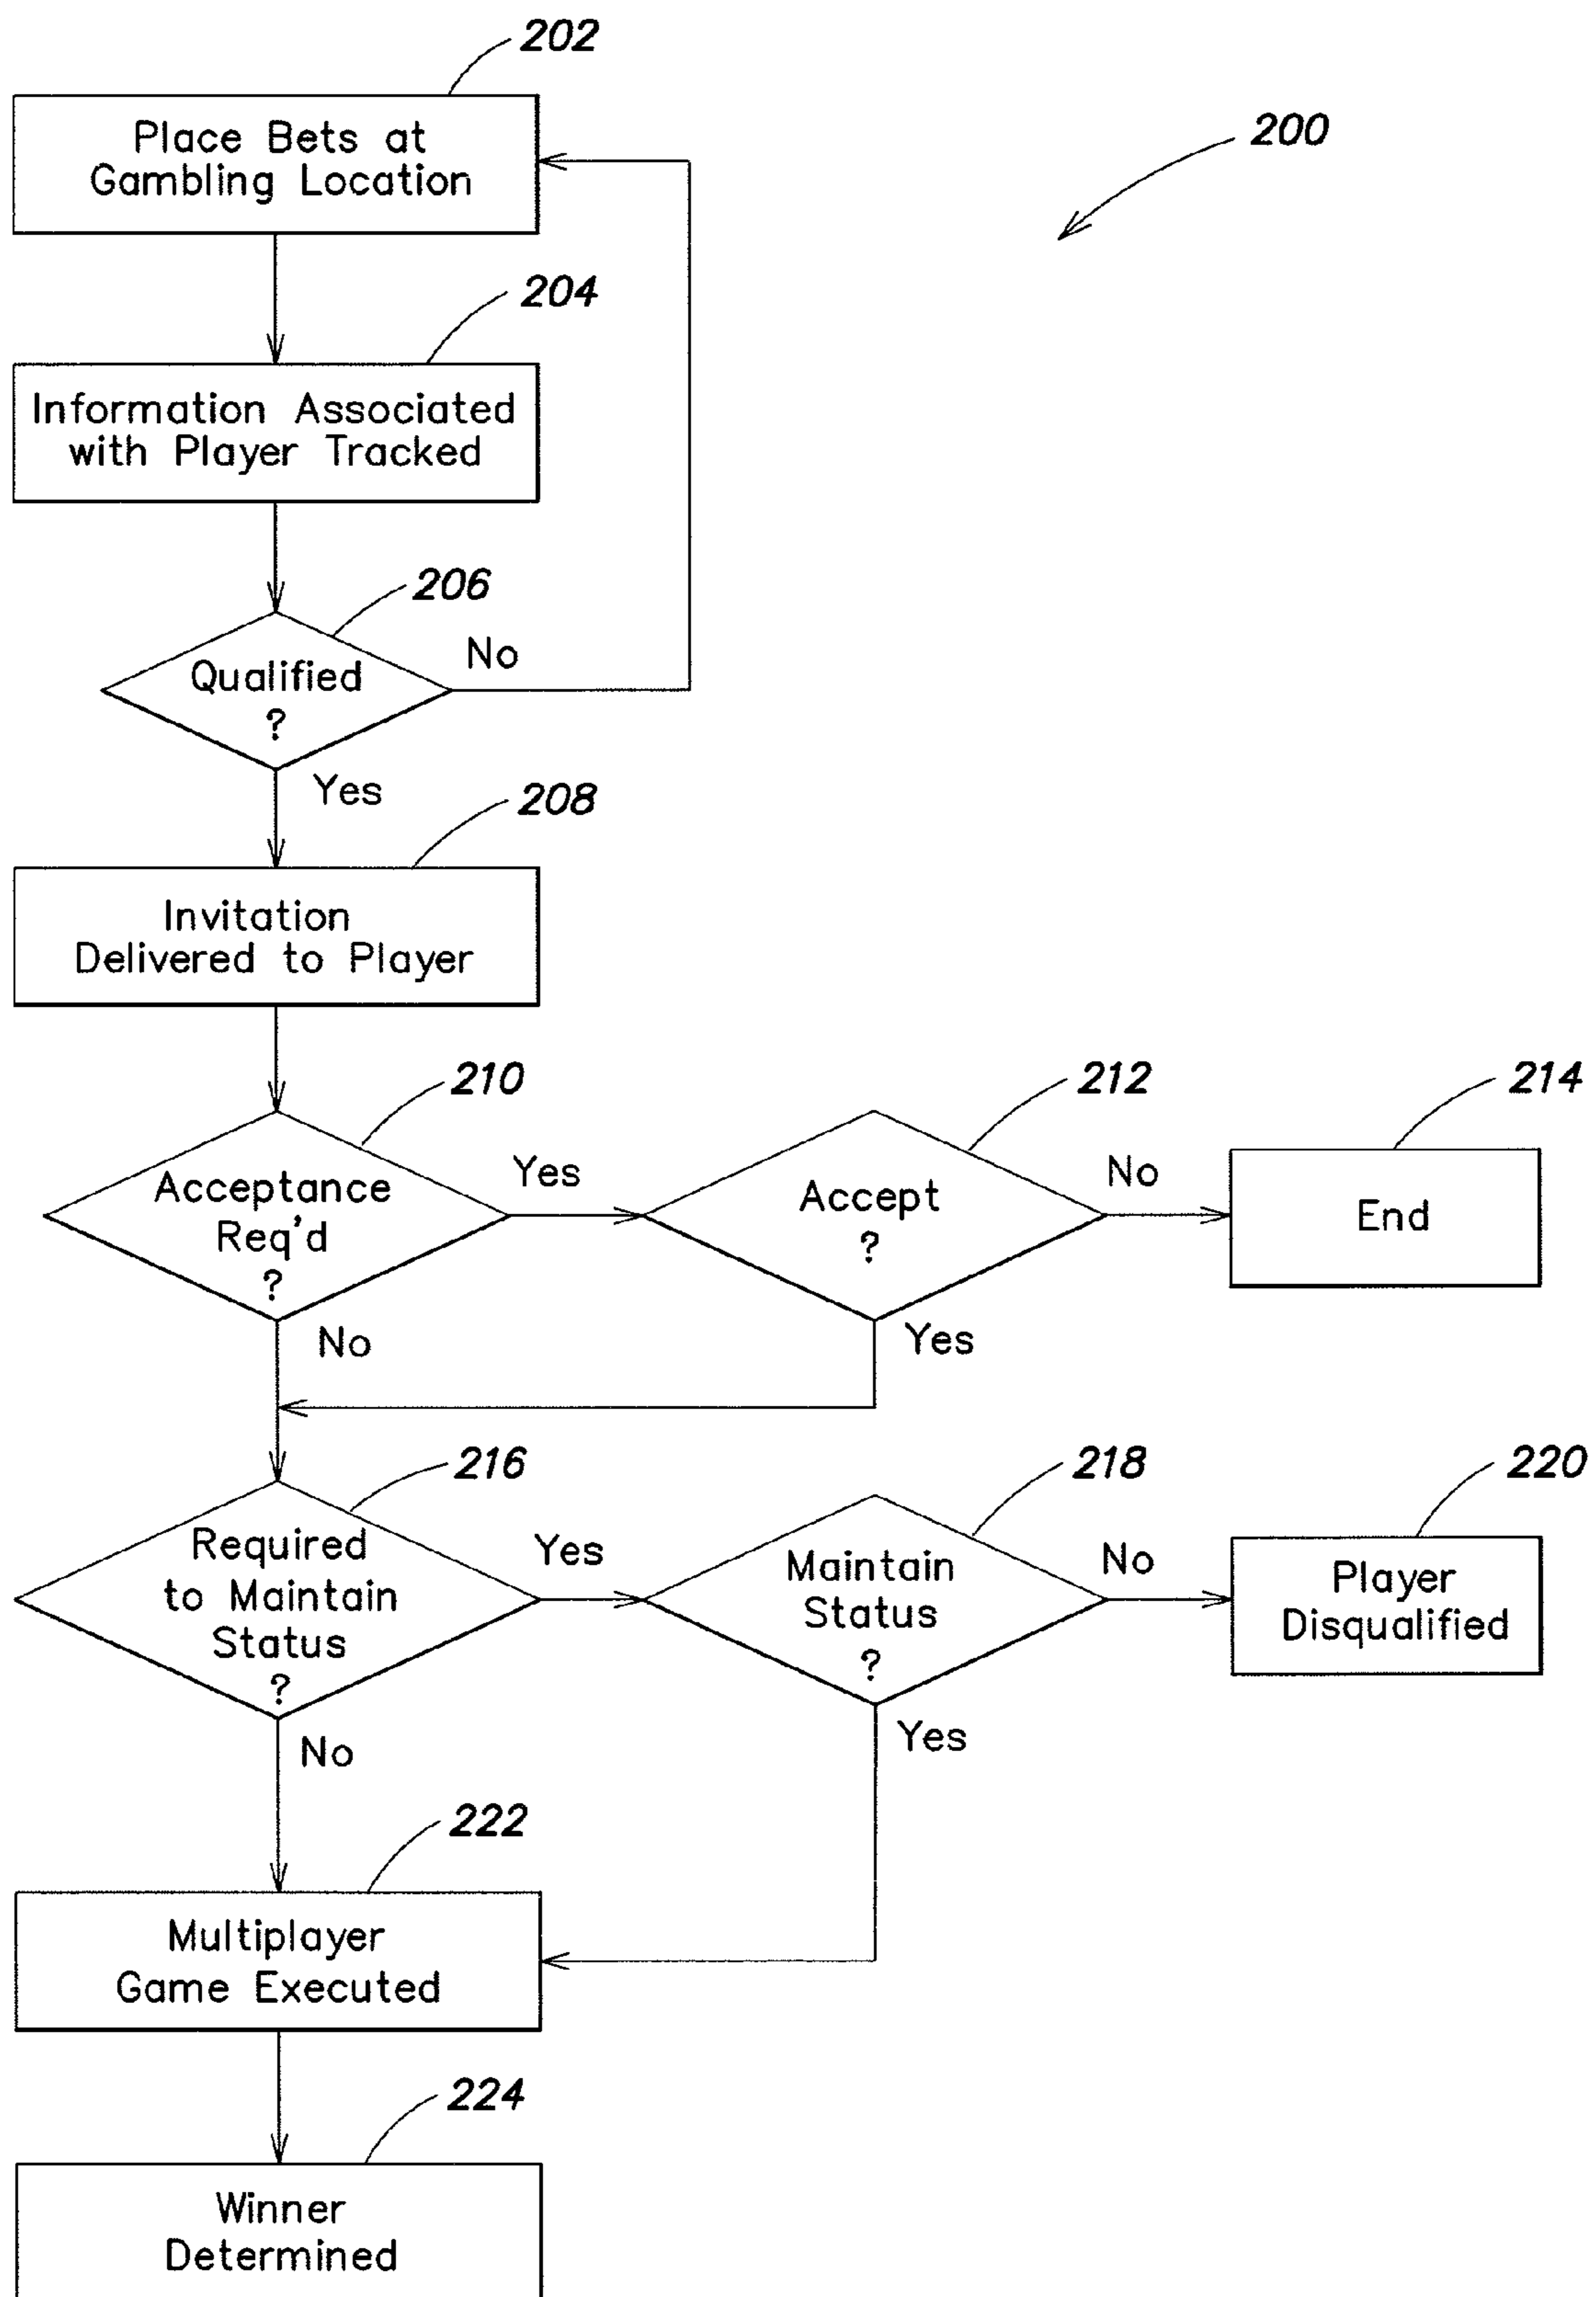 202
Place Bets at
Gambling Location
200
204
Information Associated
with Player Tracked
206
Qualified
?
No
Yes
208
Invitation
Delivered to Player
210
Acceptance
Req'd
?
Yes
No
212
Accept
?
No
Yes
214
End
216
Required
to Maintain
Status
?
Yes
No
218
Maintain
Status
?
No
Yes
220
Player
Disqualified
222
Multiplayer
Game Executed
224
Winner
Determined